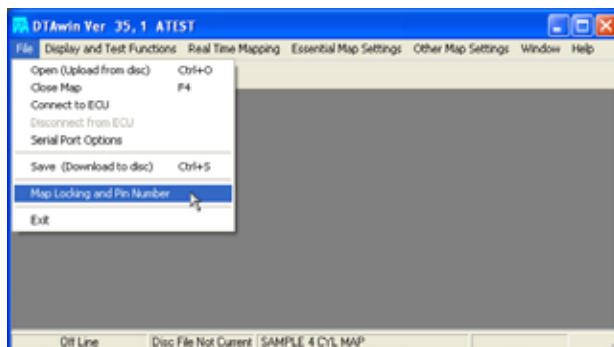 DTAwin Ver 35,1 ATEST
File Display and Test Functions Real Time Mapping Essential Map Settings Other Map Settings Window Help
Open (Upload from disc) Ctrl+O
Close Map F4
Connect to ECU
Disconnect from ECU
Serial Port Options
Save (Download to disc) Ctrl+S
Map Locking and Pin Number
Exit
Off Line Disc File Not Current SAMPLE 4 CYL MAP